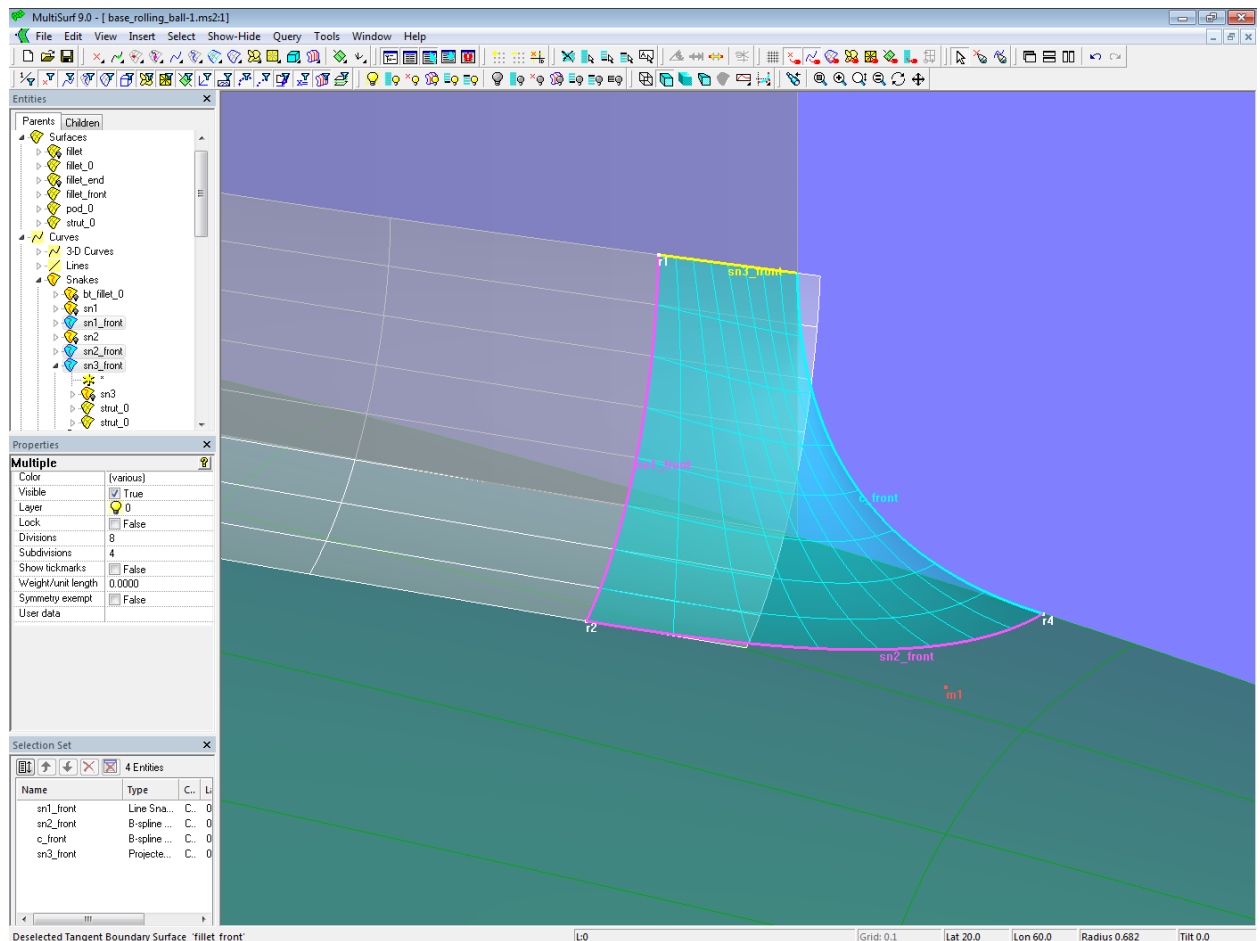 MultiSurf 9.0 - [ base_rolling_ball-1.ms2:1]
File Edit View Insert Select Show-Hide Query Tools Window Help
Entities
Parents Children
Surfaces
fillet
fillet_0
fillet_end
fillet_front
pod_0
strut_0
Curves
3-D Curves
Lines
Snakes
bt_fillet_0
sn1
sn1_front
sn2
sn2_front
sn3_front
*
sn3
strut_0
strut_0
Properties
Multiple
Color (various)
Visible True
Layer 0
Lock False
Divisions 8
Subdivisions 4
Show tickmarks False
Weight/unit length 0.0000
Symmetry exempt False
User data
Selection Set
4 Entities
Name Type C.. L
sn1_front Line Sna... C.. 0
sn2_front B-spline ... C.. 0
c_front B-spline ... C.. 0
sn3_front Projecte... C.. 0
r1
sn3_front
sn1_front
c_front
r2
r4
sn2_front
m1
Deselected Tangent Boundary Surface 'fillet_front' L:0 Grid: 0.1 Lat 20.0 Lon 60.0 Radius 0.682 Tilt 0.0